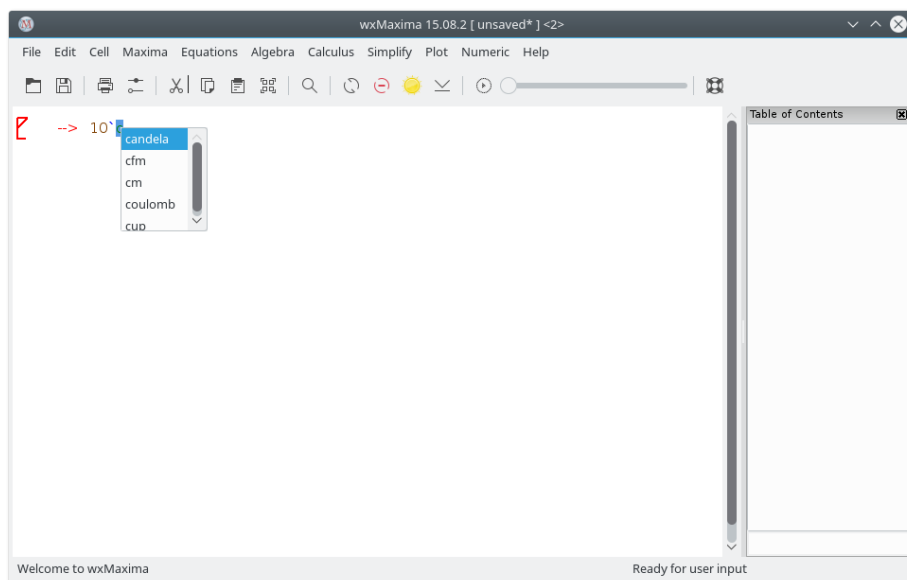 wxMaxima 15.08.2 [ unsaved* ] <2>
File Edit Cell Maxima Equations Algebra Calculus Simplify Plot Numeric Help
Table of Contents
--> 10`c
candela
cfm
cm
coulomb
cup
Welcome to wxMaxima Ready for user input